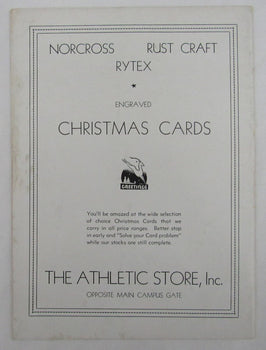 NORCROSS RUST CRAFT
RYTEX
ENGRAVED
CHRISTMAS CARDS
GREETINGS
You'll be amazed at the wide selection
of choice Christmas Cards that we
carry in all price ranges. Better stop
in early and "Solve your Card problem"
while our stocks are still complete.
THE ATHLETIC STORE, Inc.
OPPOSITE MAIN CAMPUS GATE